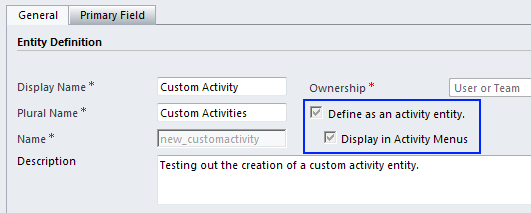 General
Primary Field
Entity Definition
Display Name * Custom Activity Ownership * User or Team
Plural Name * Custom Activities Define as an activity entity.
Name * new_customactivity Display in Activity Menus
Description Testing out the creation of a custom activity entity.